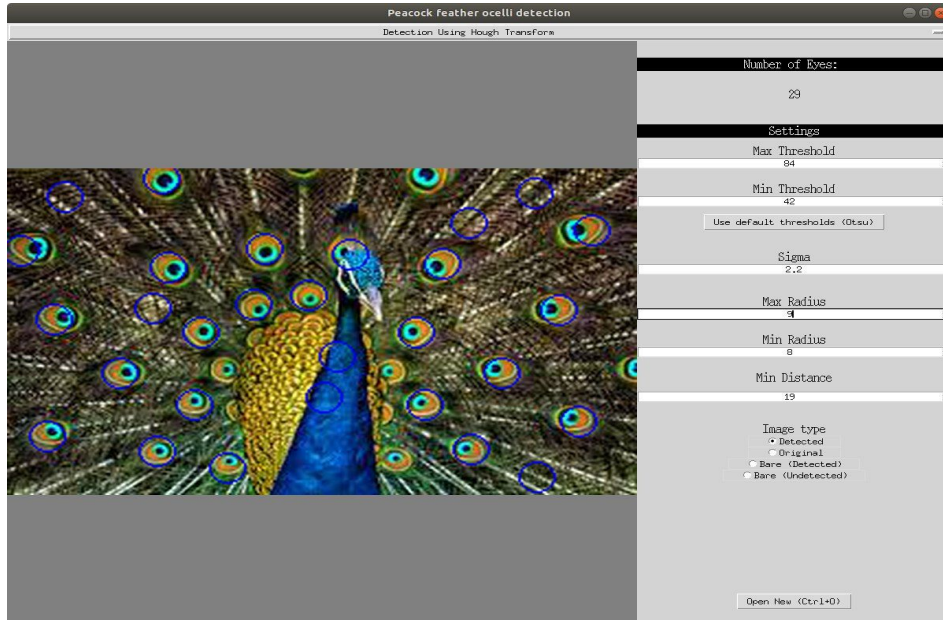 Peacock feather ocelli detection
Detection Using Hough Transform
Number of Eyes:
29
Settings
Max Threshold
84
Min Threshold
42
Use default thresholds (Otsu)
Sigma
2.2
Max Radius
9
Min Radius
8
Min Distance
19
Image type
Detected
Original
Bare (Detected)
Bare (Undetected)
Open New (Ctrl+O)